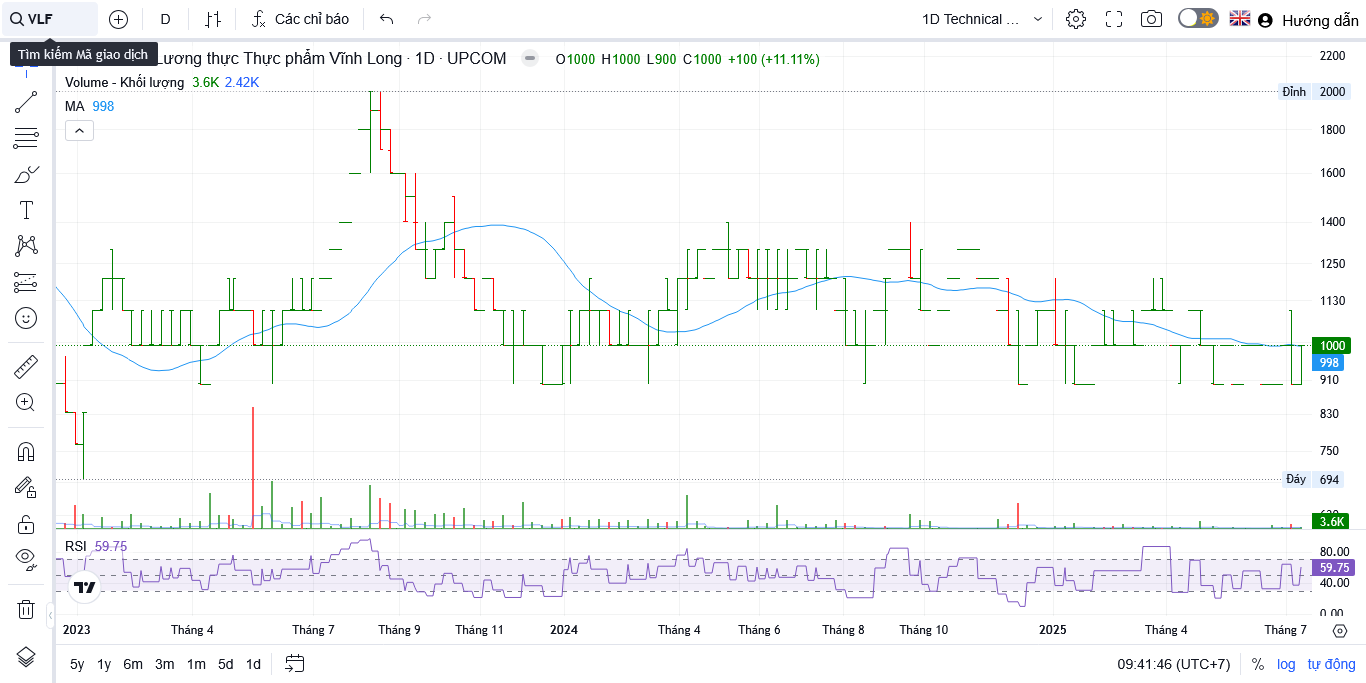 VLF
D
Các chỉ báo
1D Technical ...
Hướng dẫn
Tìm kiếm Mã giao dịch
Lương thực Thực phẩm Vĩnh Long · 1D · UPCOM
O1000 H1000 L900 C1000 +100 (+11.11%)
Volume - Khối lượng 3.6K 2.42K
MA 998
2200
Đỉnh 2000
1800
1600
1400
1250
1130
1000
998
910
830
750
Đáy 694
3.6K
RSI 59.75
80.00
59.75
40.00
0.00
2023 Tháng 4 Tháng 7 Tháng 9 Tháng 11 2024 Tháng 4 Tháng 6 Tháng 8 Tháng 10 2025 Tháng 4 Tháng 7
5y 1y 6m 3m 1m 5d 1d
09:41:46 (UTC+7) % log tự động